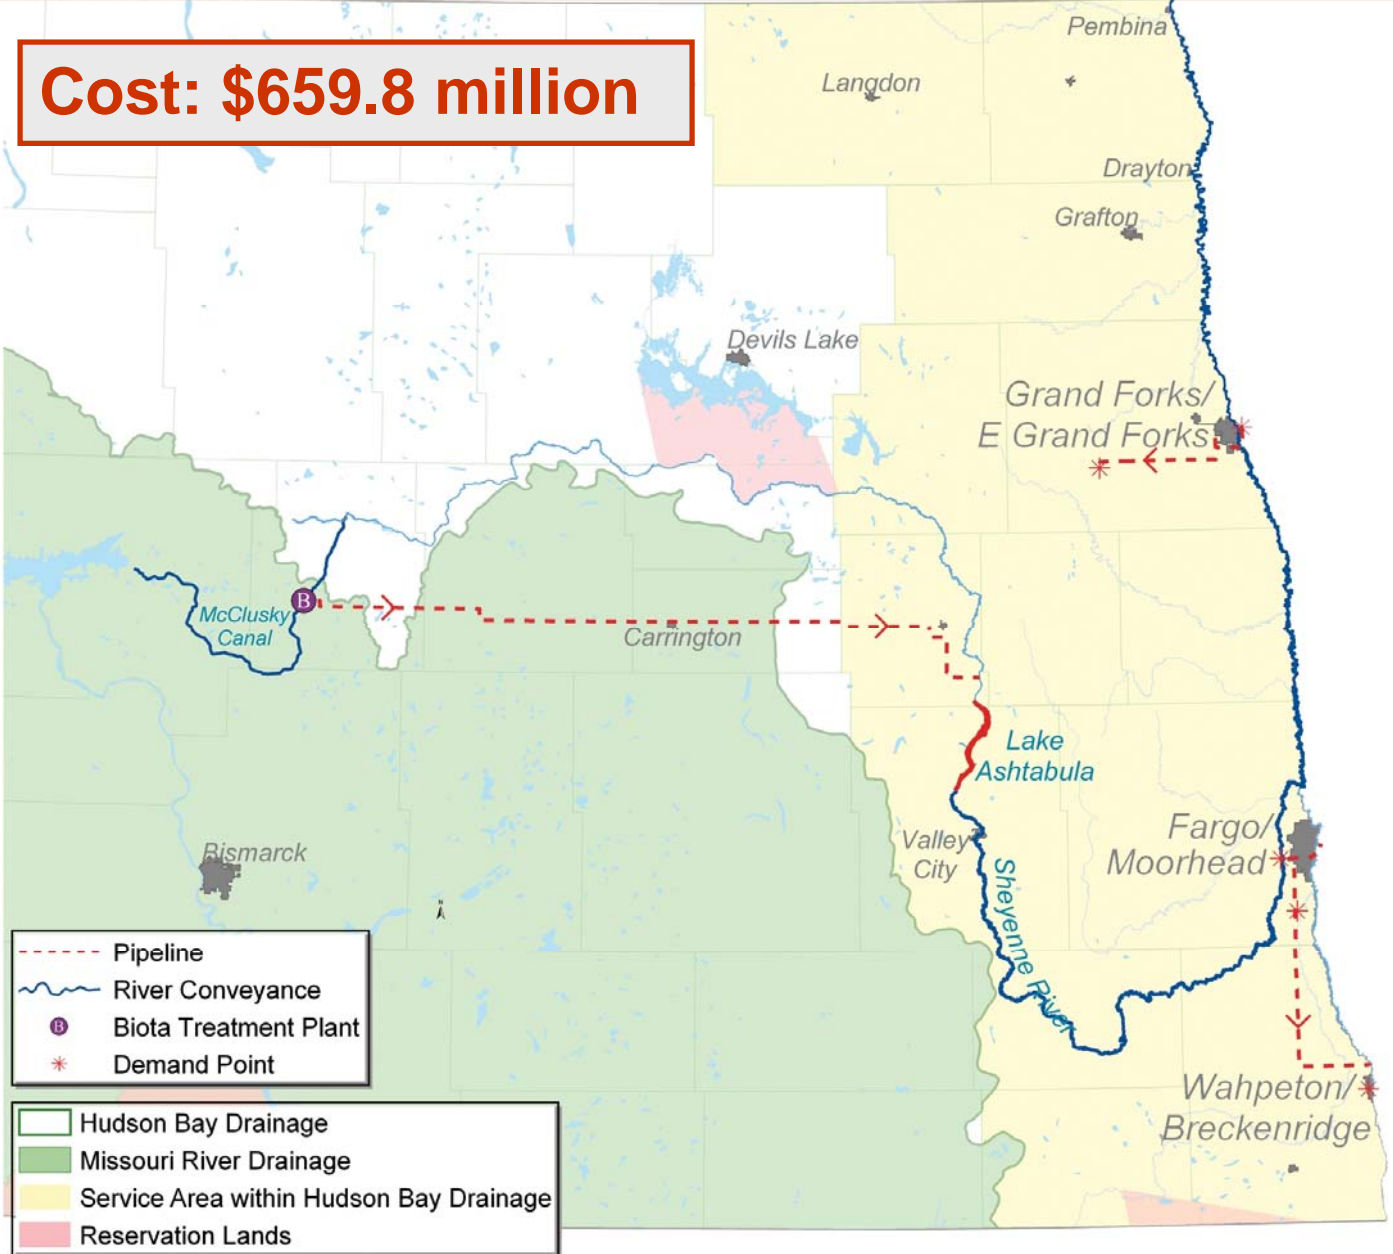 Cost: $659.8 million
Pembina
Langdon
Drayton
Grafton
Devils Lake
Grand Forks/
E Grand Forks
McClusky
Canal
B
Carrington
Lake
Ashtabula
Fargo/
Moorhead
Valley
City
Bismarck
Sheyenne River
N
Wahpeton/
Breckenridge
Pipeline
River Conveyance
B Biota Treatment Plant
Demand Point
Hudson Bay Drainage
Missouri River Drainage
Service Area within Hudson Bay Drainage
Reservation Lands